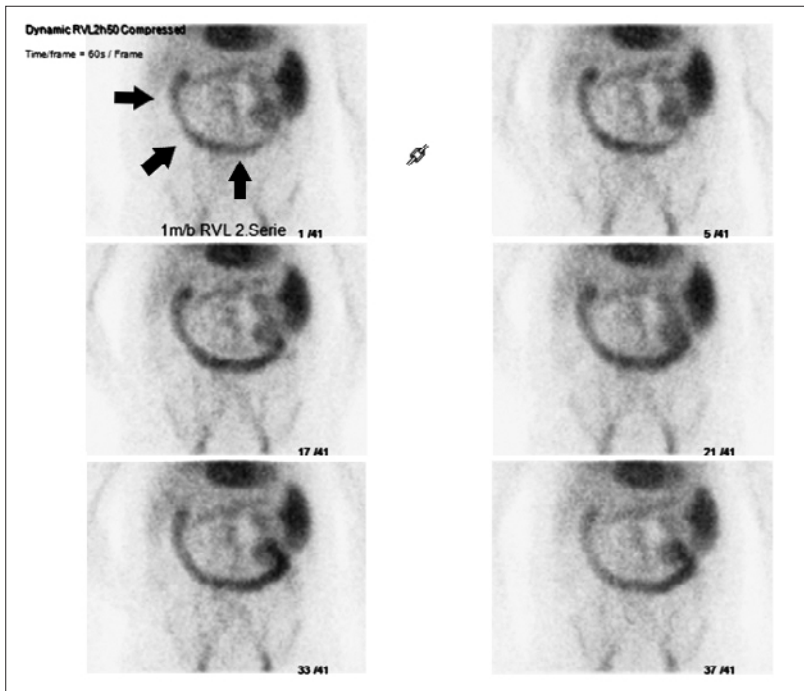 Dynamic RVL2h50 Compressed
Time/frame = 60s / Frame
1m/b RVL 2.Serie 1 /41
5 /41
17 /41
21 /41
33 /41
37 /41